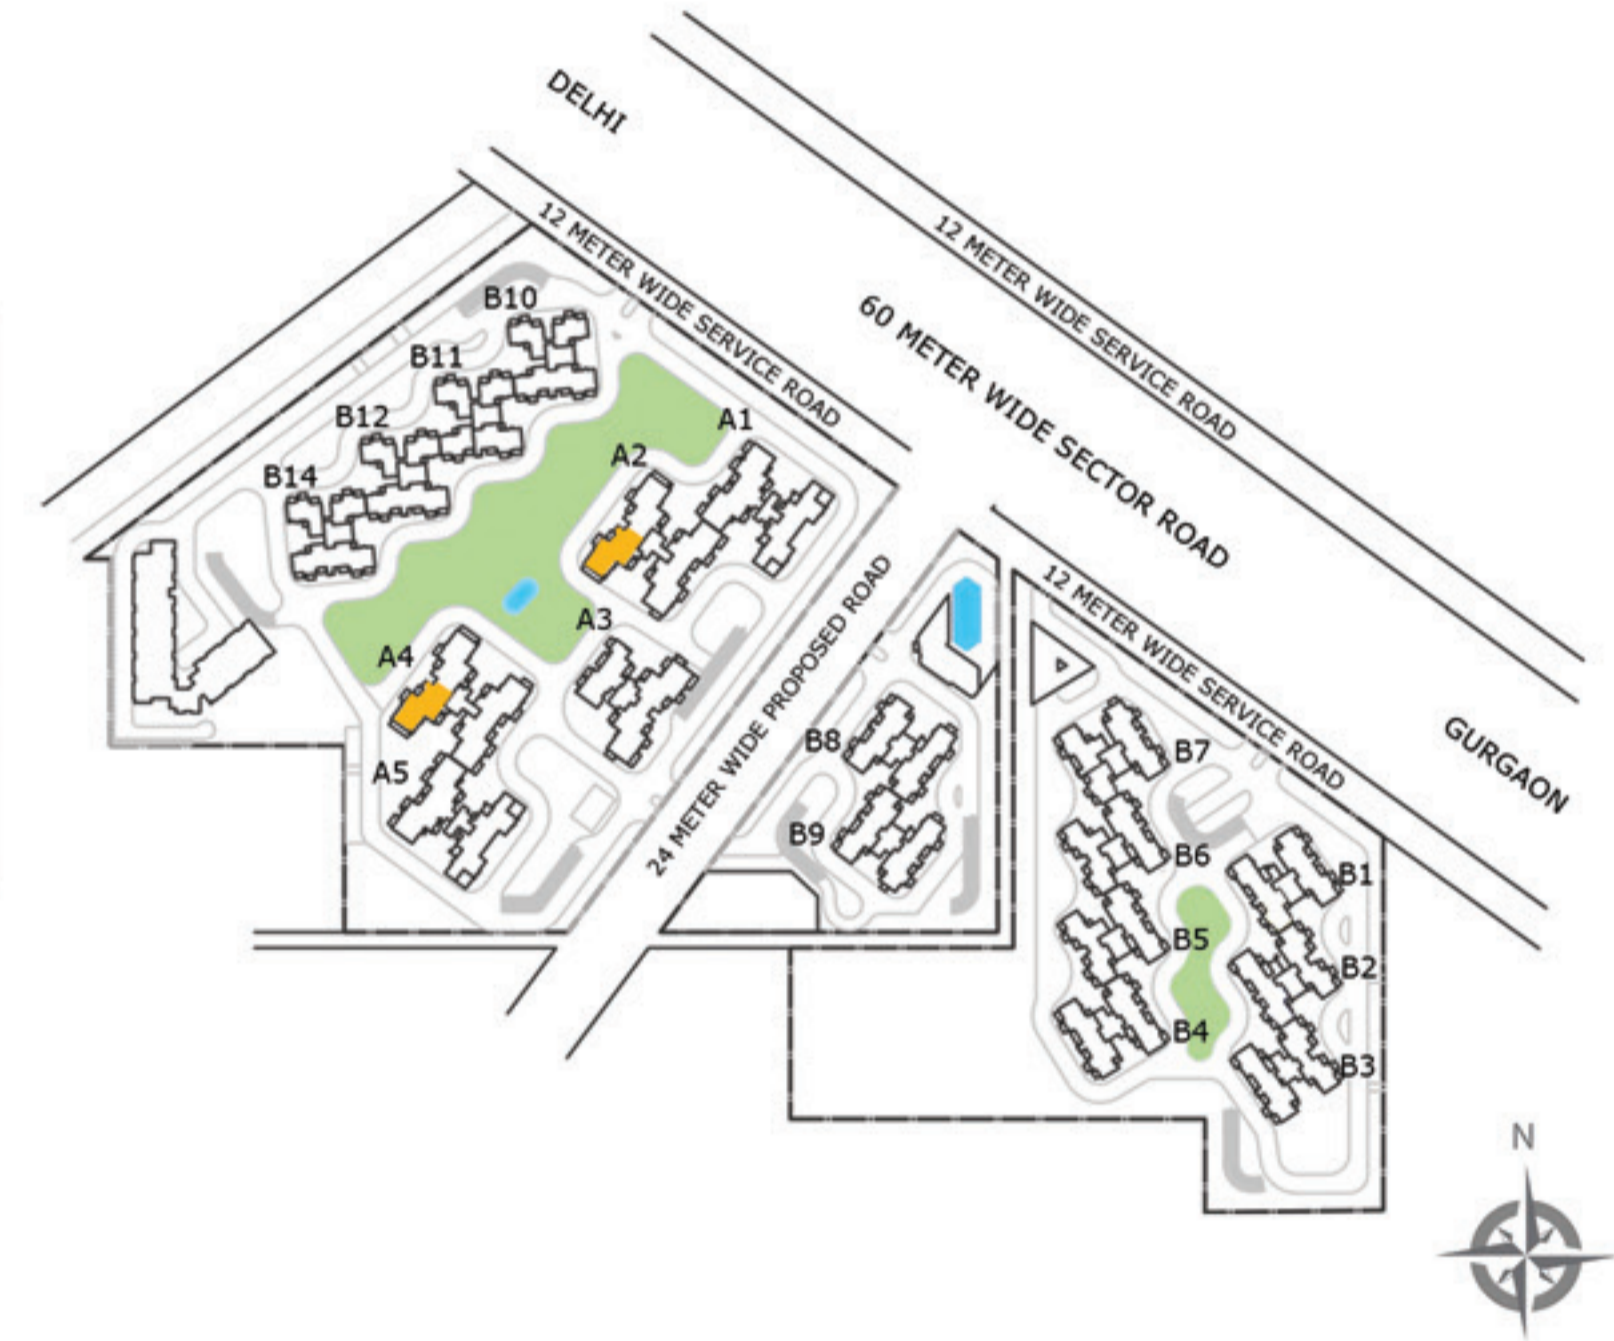 DELHI
12 METER WIDE SERVICE ROAD
12 METER WIDE SERVICE ROAD
60 METER WIDE SECTOR ROAD
B10
B11
B12
B14
A1
A2
A3
A4
A5
24 METER WIDE PROPOSED ROAD
12 METER WIDE SERVICE ROAD
GURGAON
B8
B9
B7
B6
B5
B4
B1
B2
B3
N